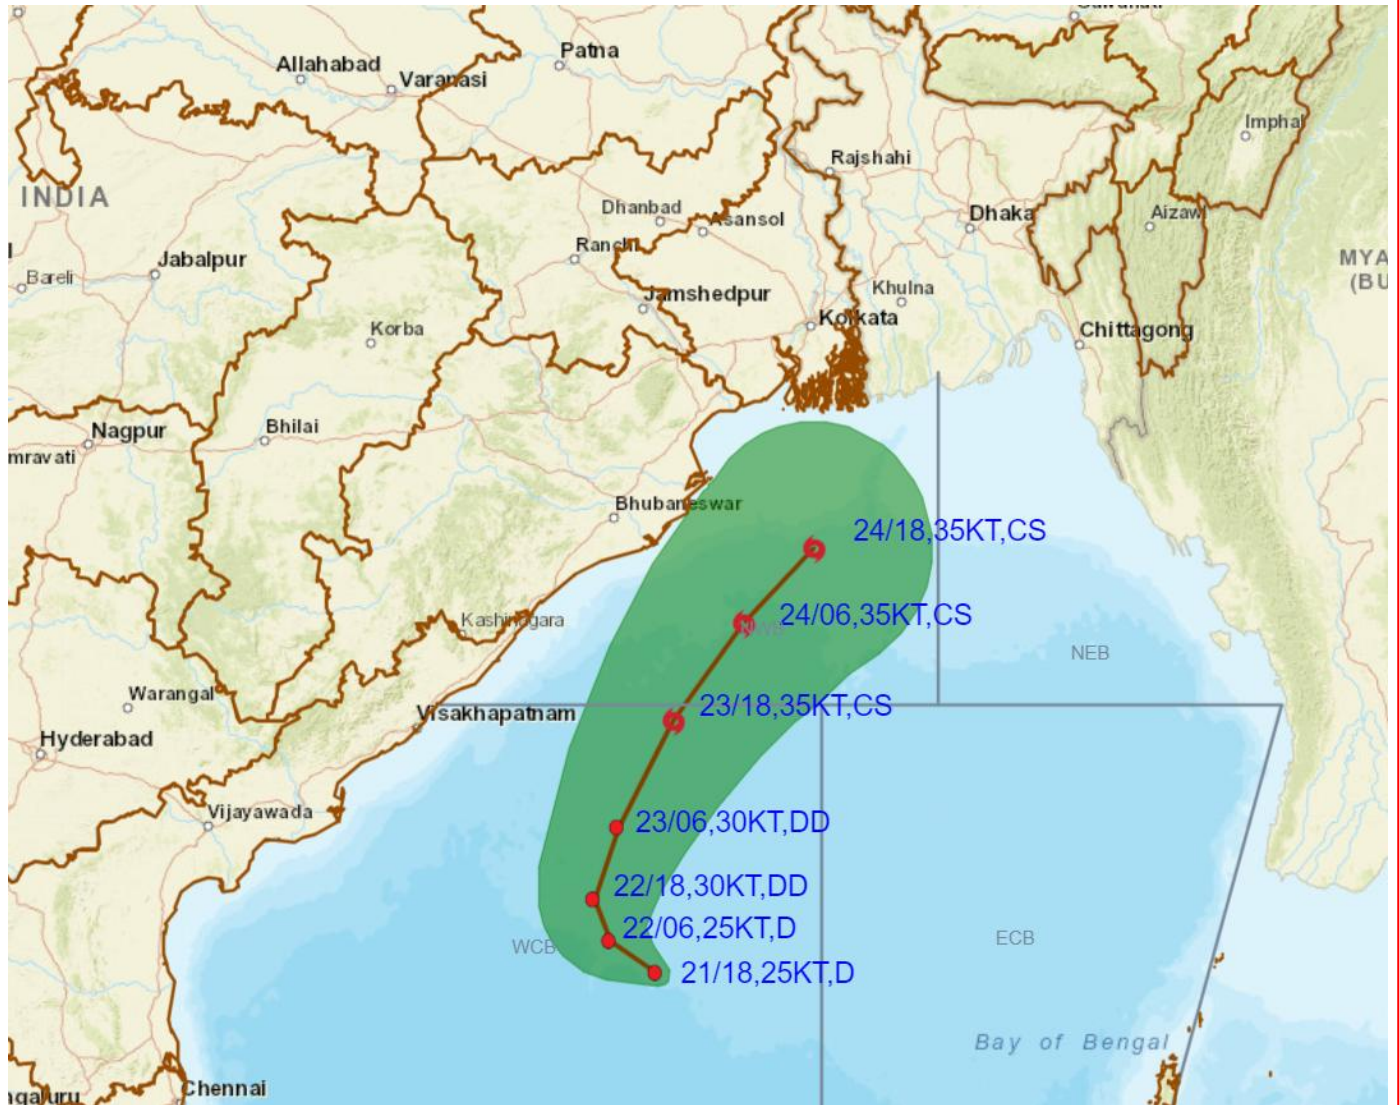 Patna
Allahabad
Varanasi
Imphal
Rajshahi
INDIA
Dhanbad
Asansol
Dhaka
Aizawl
Ranchi
Jabalpur
Bareli
MYA
(BU
Jamshedpur
Khulna
Kolkata
Korba
Chittagong
Nagpur
Bhilai
mravati
Bhubaneswar
24/18,35KT,CS
24/06,35KT,CS
NEB
Warangal
Visakhapatnam
23/18,35KT,CS
Hyderabad
Vijayawada
23/06,30KT,DD
22/18,30KT,DD
22/06,25KT,D
WCB
ECB
21/18,25KT,D
Bay of Bengal
Chennai
ngaluru